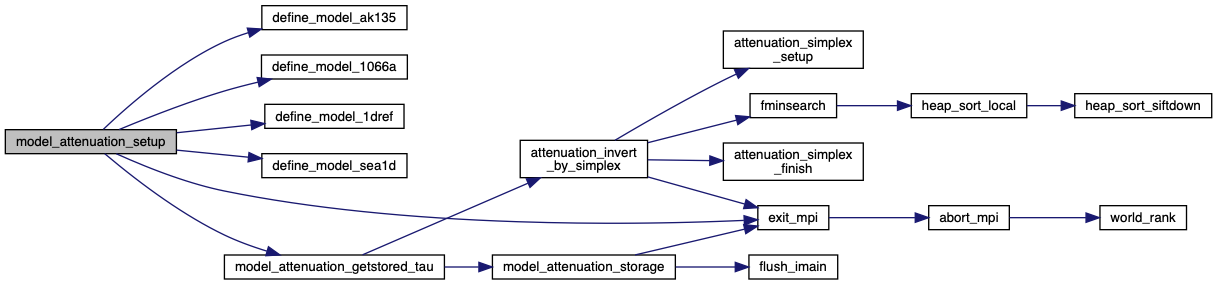 model_attenuation_setup
define_model_ak135
define_model_1066a
define_model_1dref
define_model_sea1d
model_attenuation_getstored_tau
attenuation_invert
_by_simplex
model_attenuation_storage
attenuation_simplex
_setup
fminsearch
attenuation_simplex
_finish
exit_mpi
flush_imain
heap_sort_local
abort_mpi
heap_sort_siftdown
world_rank